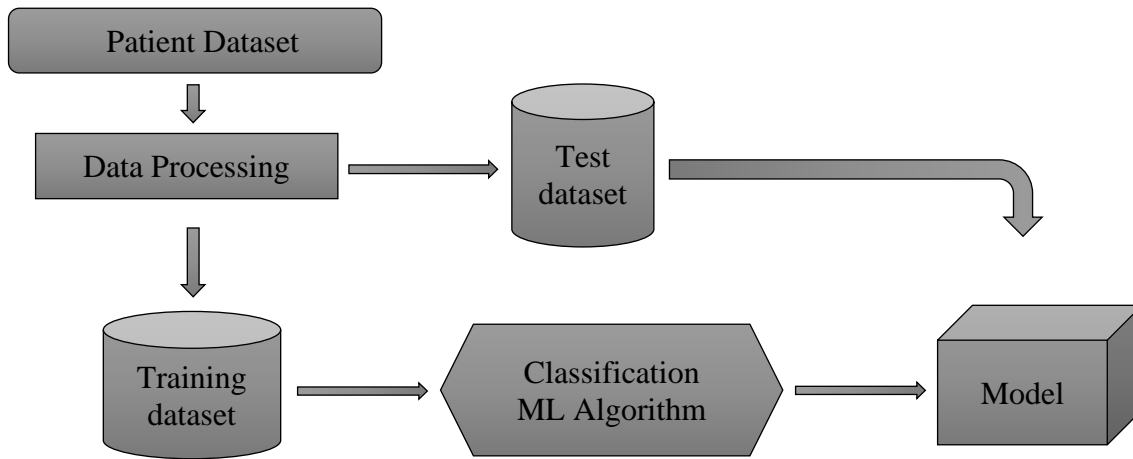 Patient Dataset
Data Processing
Test
dataset
Training
dataset
Classification
ML Algorithm
Model